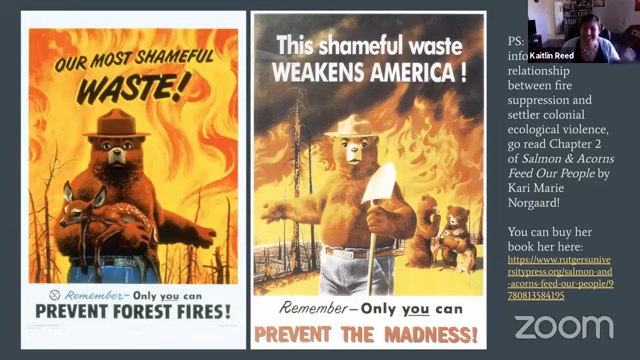 OUR MOST SHAMEFUL
WASTE!
Remember- Only you can
PREVENT FOREST FIRES!
This shameful waste
WEAKENS AMERICA!
Remember- Only you can
PREVENT THE MADNESS!
PS:
info
relationship
between fire
suppression and
settler colonial
ecological violence,
go read Chapter 2
of Salmon & Acorns
Feed Our People by
Kari Marie
Norgaard!
You can buy her
book her here:
https://www.rutgersunive
rsitypress.org/salmon-and
-acorns-feed-our-people/9
780813584195
Kaitlin Reed
zoom